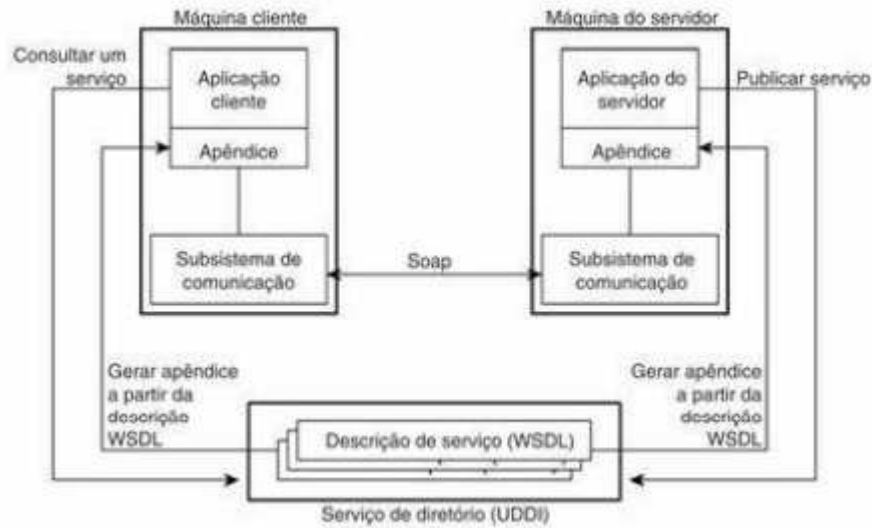 Máquina cliente
Máquina do servidor
Consultar um
serviço
Aplicação
cliente
Apêndice
Aplicação do
servidor
Apêndice
Publicar serviço
Subsistema de
comunicação
Soap
Subsistema de
comunicação
Gerar apêndice
a partir da
descrição
WSDL
Gerar apêndice
a partir da
descrição
WSDL
Descrição de serviço (WSDL)
Serviço de diretório (UDDI)